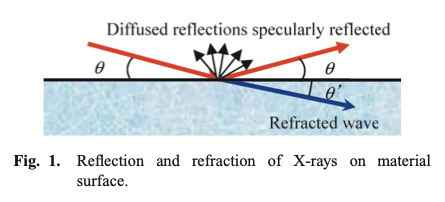 Diffused reflections specularly reflected
θ θ
θ′
Refracted wave
Fig. 1. Reflection and refraction of X-rays on material
surface.